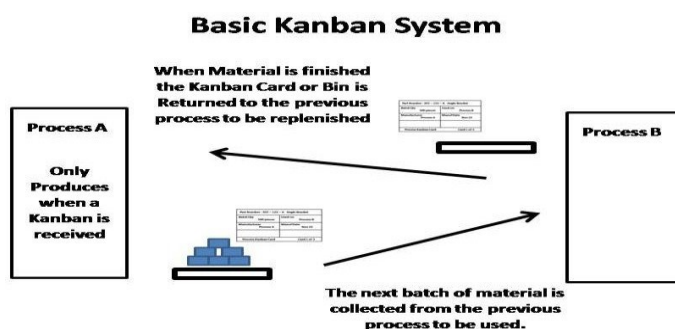 Basic Kanban System
When Material is finished
the Kanban Card or Bin is
Returned to the previous
process to be replenished
Process A
Only
Produces
when a
Kanban is
received
Process B
The next batch of material is
collected from the previous
process to be used.